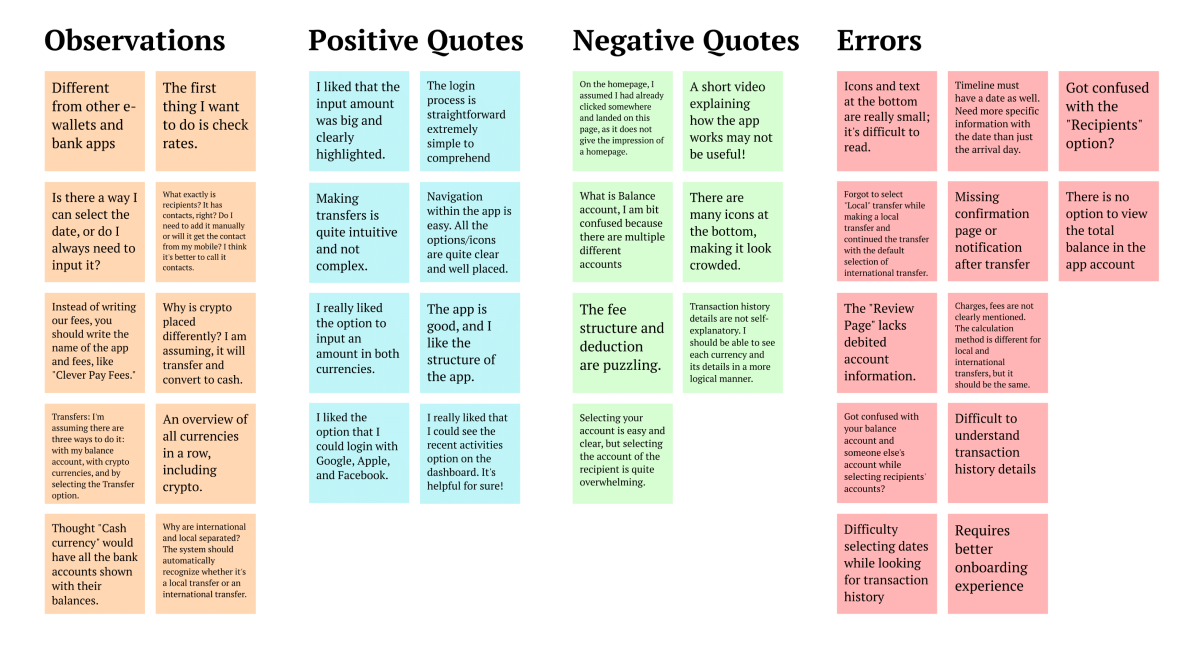 Observations
Different
from other e-
wallets and
bank apps
The first
thing I want
to do is check
rates.
Is there a way I
can select the
date, or do I
always need to
input it?
What exactly is
recipients? It has
contacts, right? Do I
need to add it manually
or will it get the contact
from my mobile? I think
it's better to call it
contacts.
Instead of writing
our fees, you
should write the
name of the app
and fees, like
"Clever Pay Fees."
Why is crypto
placed
differently? I am
assuming, it will
transfer and
convert to cash.
Transfers: I'm
assuming there are
three ways to do it:
with my balance
account, with crypto
currencies, and by
selecting the Transfer
option.
An overview of
all currencies
in a row,
including
crypto.
Thought "Cash
currency" would
have all the bank
accounts shown
with their
balances.
Why are international
and local separated?
The system should
automatically
recognize whether it's
a local transfer or an
international transfer.
Positive Quotes
I liked that the
input amount
was big and
clearly
highlighted.
The login
process is
straightforward
extremely
simple to
comprehend
Making
transfers is
quite intuitive
and not
complex.
Navigation
within the app is
easy. All the
options/icons
are quite clear
and well placed.
I really liked
the option to
input an
amount in both
currencies.
The app is
good, and I
like the
structure of
the app.
I liked the
option that I
could login with
Google, Apple,
and Facebook.
I really liked that
I could see the
recent activities
option on the
dashboard. It's
helpful for sure!
Negative Quotes
On the homepage, I
assumed I had already
clicked somewhere
and landed on this
page, as it does not
give the impression of
a homepage.
A short video
explaining
how the app
works may not
be useful!
What is Balance
account, I am bit
confused because
there are multiple
different
accounts
There are
many icons at
the bottom,
making it look
crowded.
The fee
structure and
deduction
are puzzling.
Transaction history
details are not self-
explanatory. I
should be able to see
each currency and
its details in a more
logical manner.
Selecting your
account is easy and
clear, but selecting
the account of the
recipient is quite
overwhelming.
Errors
Icons and text
at the bottom
are really small;
it's difficult to
read.
Timeline must
have a date as well.
Need more specific
information with
the date than just
the arrival day.
Got confused
with the
"Recipients"
option?
Forgot to select
"Local" transfer while
making a local
transfer and
continued the transfer
with the default
selection of
international transfer.
Missing
confirmation
page or
notification
after transfer
There is no
option to view
the total
balance in the
app account
The "Review
Page" lacks
debited
account
information.
Charges, fees are not
clearly mentioned.
The calculation
method is different for
local and
international
transfers, but it
should be the same.
Got confused with
your balance
account and
someone else's
account while
selecting recipients'
accounts?
Difficult to
understand
transaction
history details
Difficulty
selecting dates
while looking
for transaction
history
Requires
better
onboarding
experience